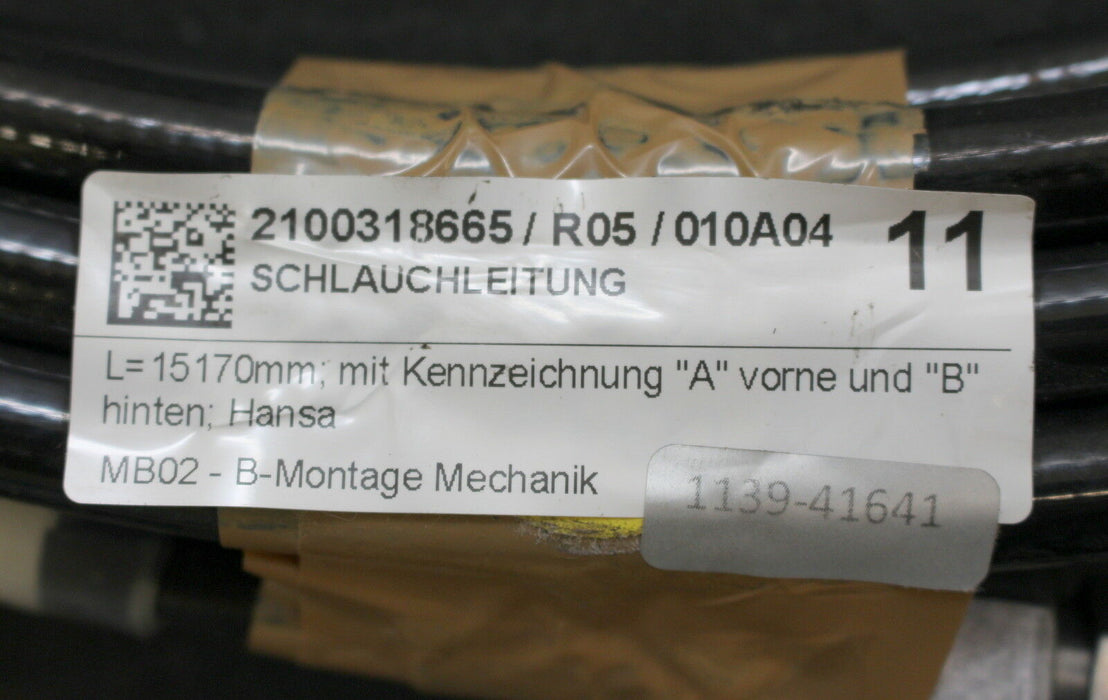 2100318665 / R05 / 010A04
11
SCHLAUCHLEITUNG
L=15170mm; mit Kennzeichnung "A" vorne und "B"
hinten; Hansa
MB02 - B-Montage Mechanik
1139-41641